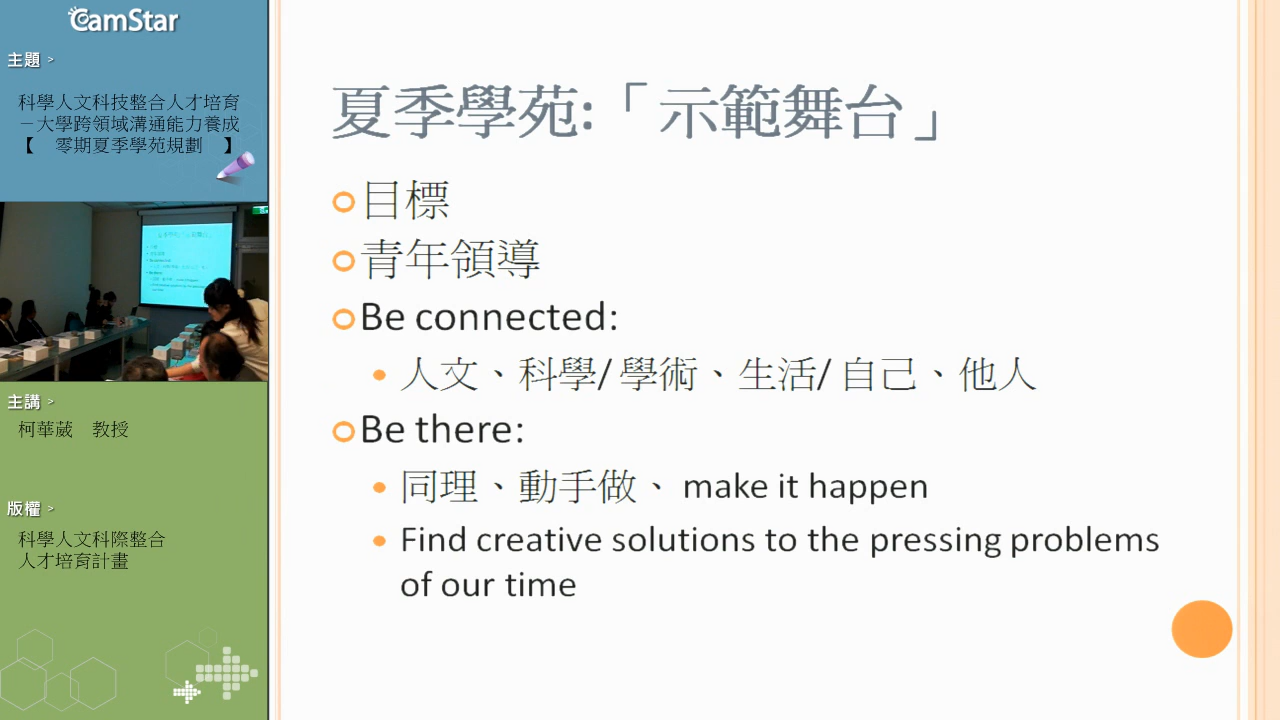 CamStar
主題 >
科學人文科技整合人才培育
－大學跨領域溝通能力養成
【　零期夏季學苑規劃　】
主講 >
柯華葳　教授
版權 >
科學人文科際整合
人才培育計畫
夏季學苑:「示範舞台」
目標
青年領導
Be connected:
人文、科學/ 學術、生活/ 自己、他人
Be there:
同理、動手做、 make it happen
Find creative solutions to the pressing problems
of our time